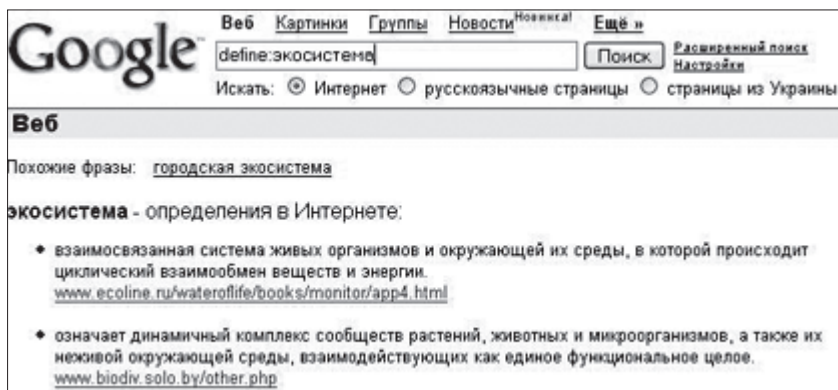 Веб Картинки Группы Новости Новинка! Ещё »
Google
define:экосистема Поиск Расширенный поиск
Настройки
Искать: Интернет русскоязычные страницы страницы из Украины
Веб
Похожие фразы: городская экосистема
экосистема - определения в Интернете:
взаимосвязанная система живых организмов и окружающей их среды, в которой происходит
циклический взаимообмен веществ и энергии.
www.ecoline.ru/wateroflife/books/monitor/app4.html
означает динамичный комплекс сообществ растений, животных и микроорганизмов, а также их
неживой окружающей среды, взаимодействующих как единое функциональное целое.
www.biodiv.solo.by/other.php